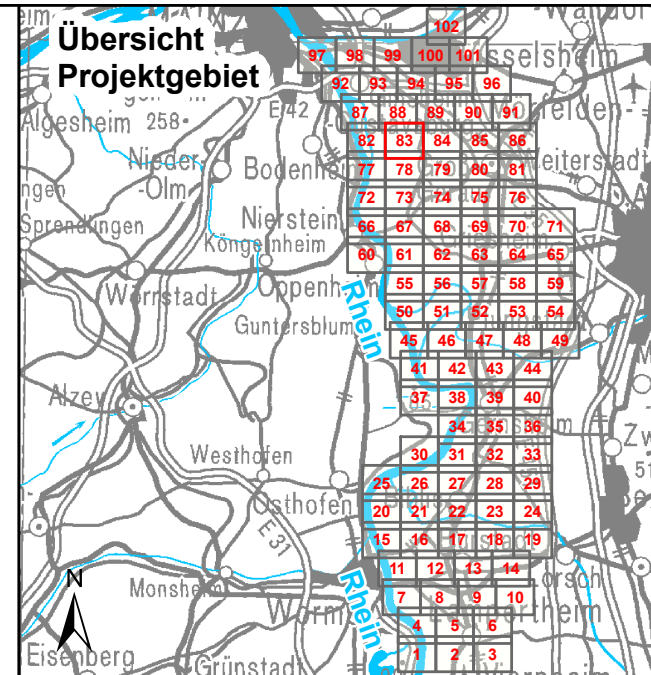 Übersicht
Projektgebiet
102
97 98 99 100 101
sselsheim
92 93 94 95 96
E 42
87 88 89 90 91
Algesheim 258
82 83 84 85 86
Nieder-
-Olm
Bodenheim
77 78 79 80 81
72 73 74 75 76
Sprendlingen
Nierstein
66 67 68 69 70 71
Köngernheim
60 61 62 63 64 65
Wörrstadt
Oppenheim
55 56 57 58 59
Rhein
50 51 52 53 54
Guntersblum
45 46 47 48 49
41 42 43 44
Alzey
37 38 39 40
34 35 36
Westhofen
30 31 32 33
25 26 27 28 29
Osthofen
20 21 22 23 24
E 31
15 16 17 18 19
11 12 13 14
Lorsch
N
Monsheim
Rhein
7 8 9 10
Worms
4 5 6
Eisenberg
Grünstadt
1 2 3